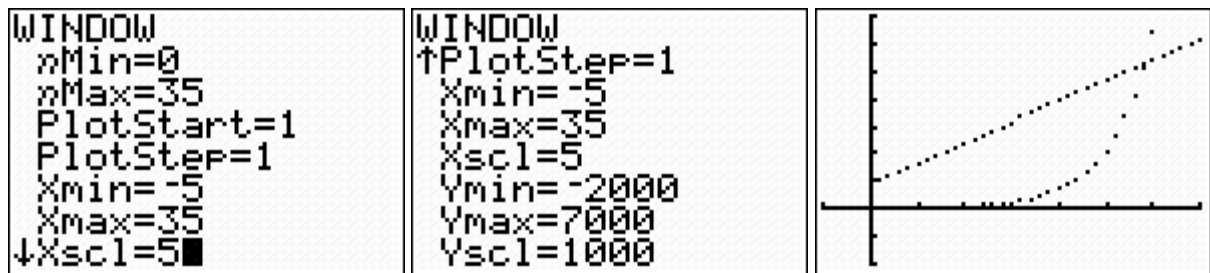 WINDOW
nMin=0
nMax=35
PlotStart=1
PlotStep=1
Xmin=-5
Xmax=35
↓Xscl=5
WINDOW
↑PlotStep=1
Xmin=-5
Xmax=35
Xscl=5
Ymin=-2000
Ymax=7000
Yscl=1000